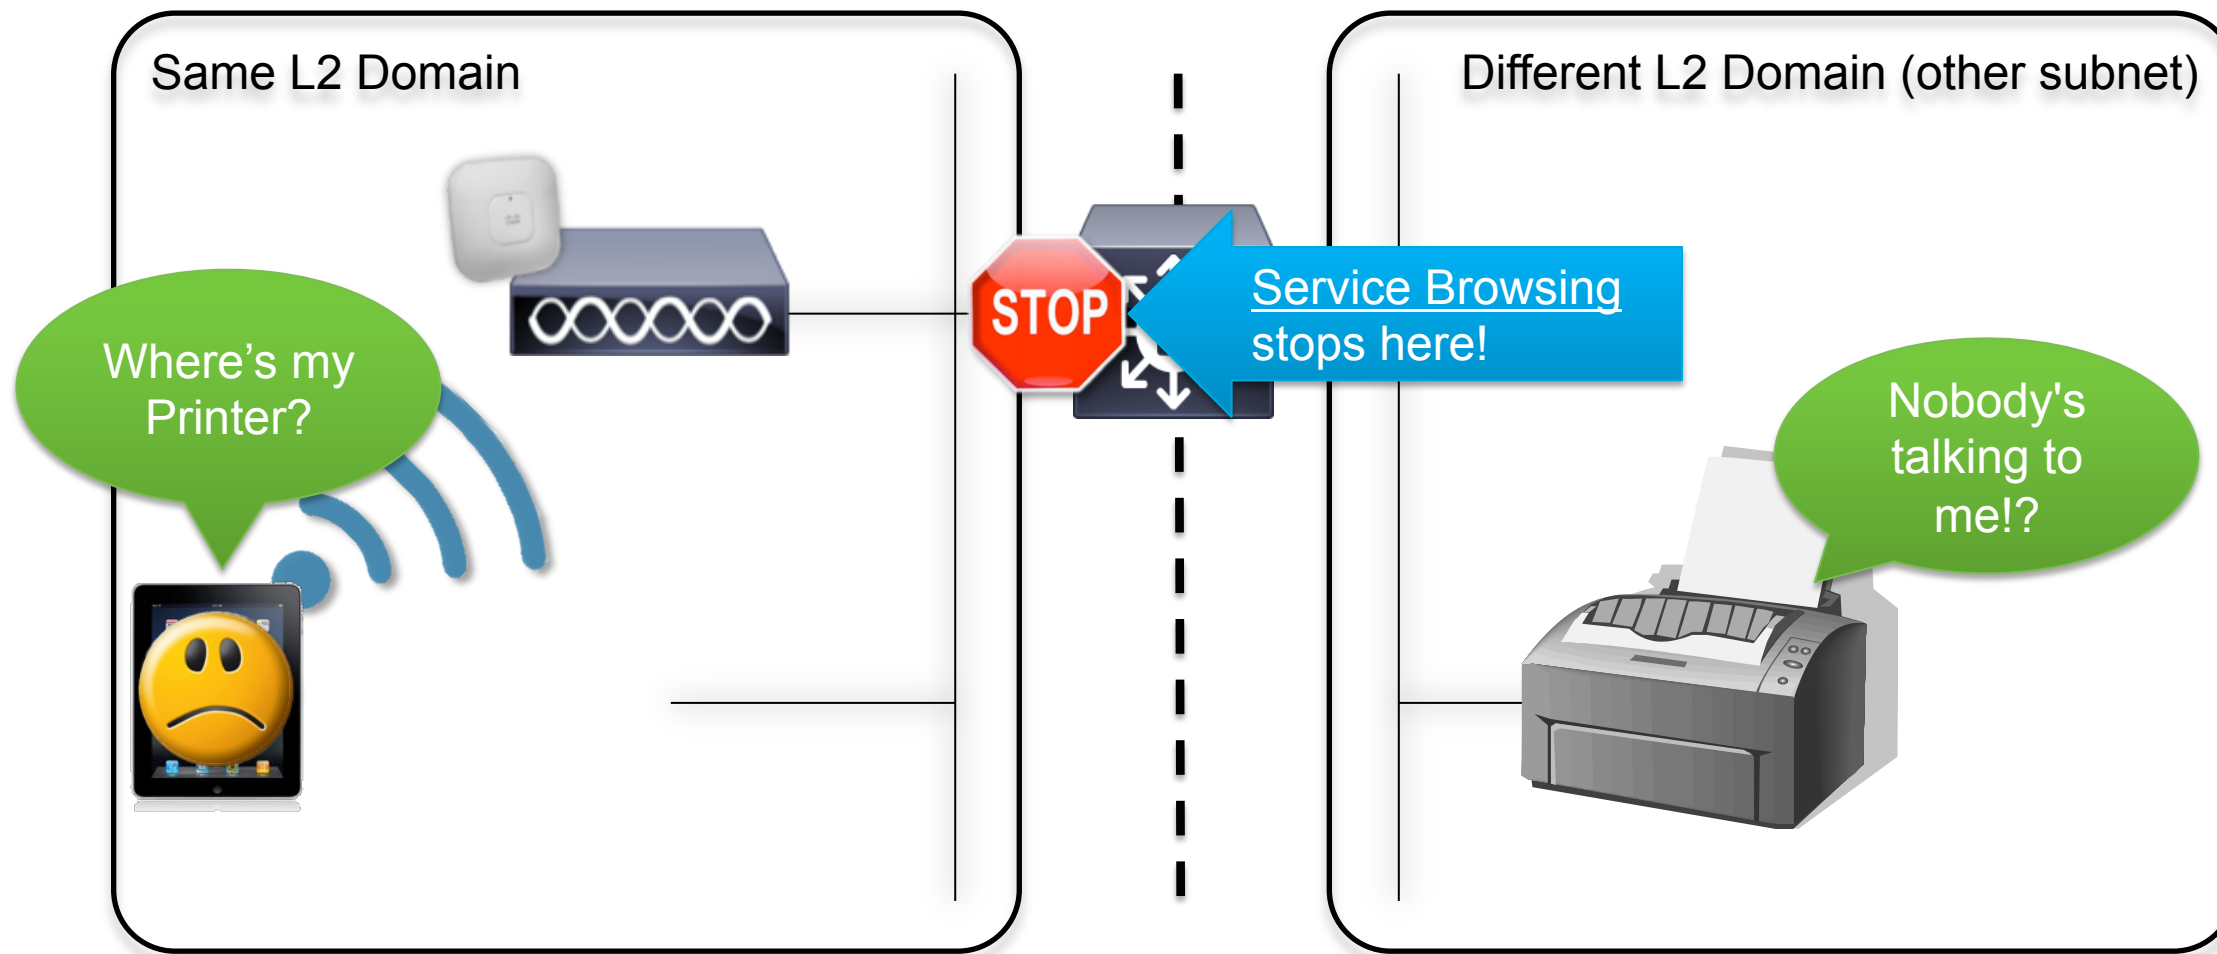 Same L2 Domain
Different L2 Domain (other subnet)
STOP
Service Browsing
stops here!
Where’s my
Printer?
Nobody's
talking to
me!?